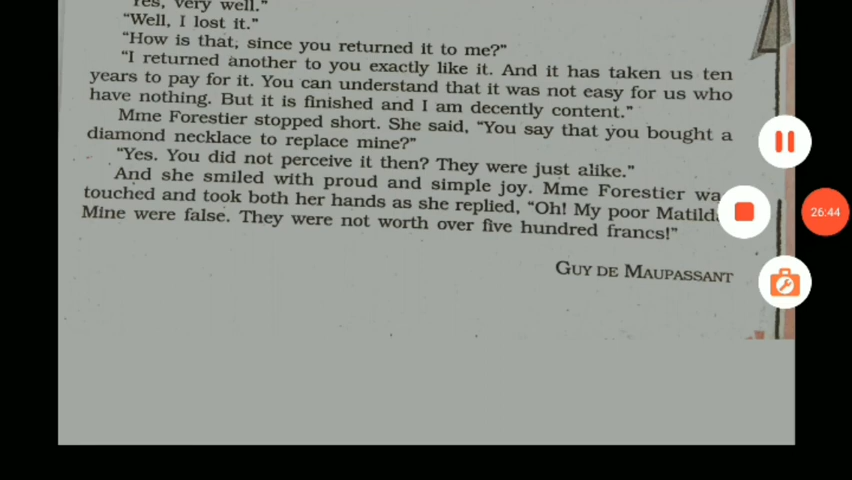 "Yes, very well."
"Well, I lost it."
"How is that, since you returned it to me?"
"I returned another to you exactly like it. And it has taken us ten
years to pay for it. You can understand that it was not easy for us who
have nothing. But it is finished and I am decently content."
Mme Forestier stopped short. She said, "You say that you bought a
diamond necklace to replace mine?"
"Yes. You did not perceive it then? They were just alike."
And she smiled with proud and simple joy. Mme Forestier wa
touched and took both her hands as she replied, "Oh! My poor Matild
Mine were false. They were not worth over five hundred francs!"
GUY DE MAUPASSANT
26:44